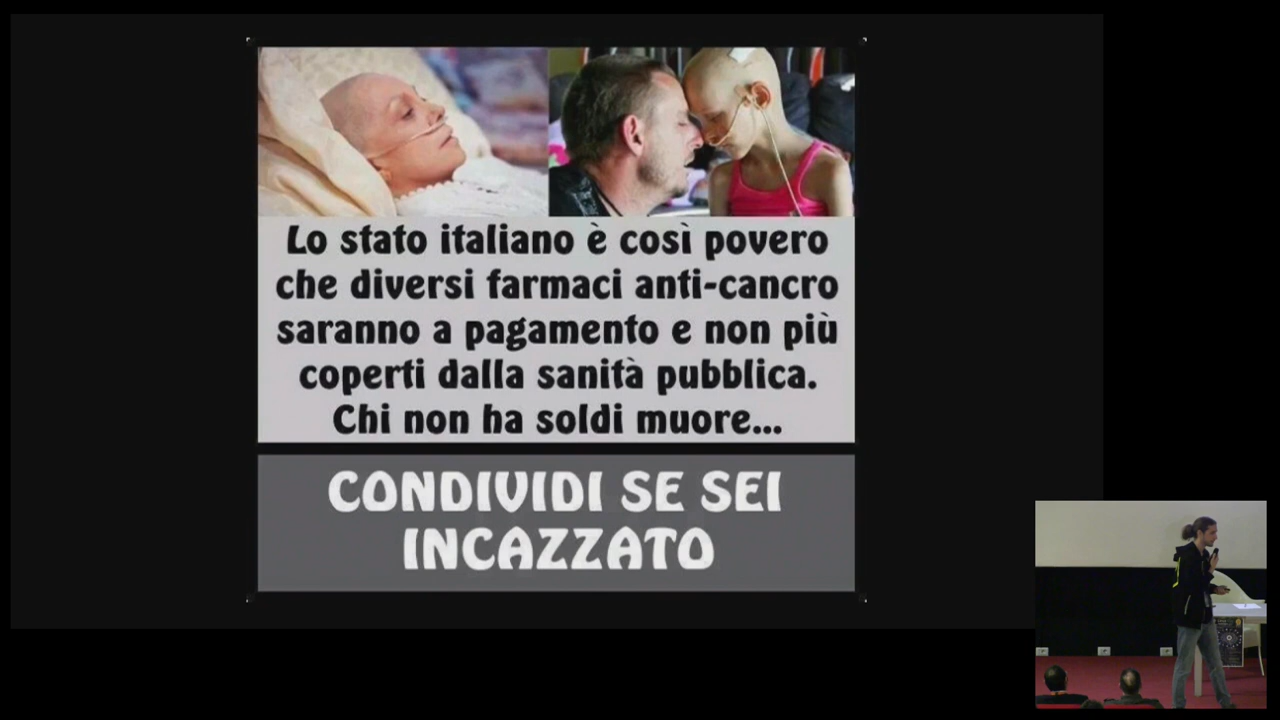 Lo stato italiano è così povero
che diversi farmaci anti-cancro
saranno a pagamento e non più
coperti dalla sanità pubblica.
Chi non ha soldi muore...
CONDIVIDI SE SEI
INCAZZATO